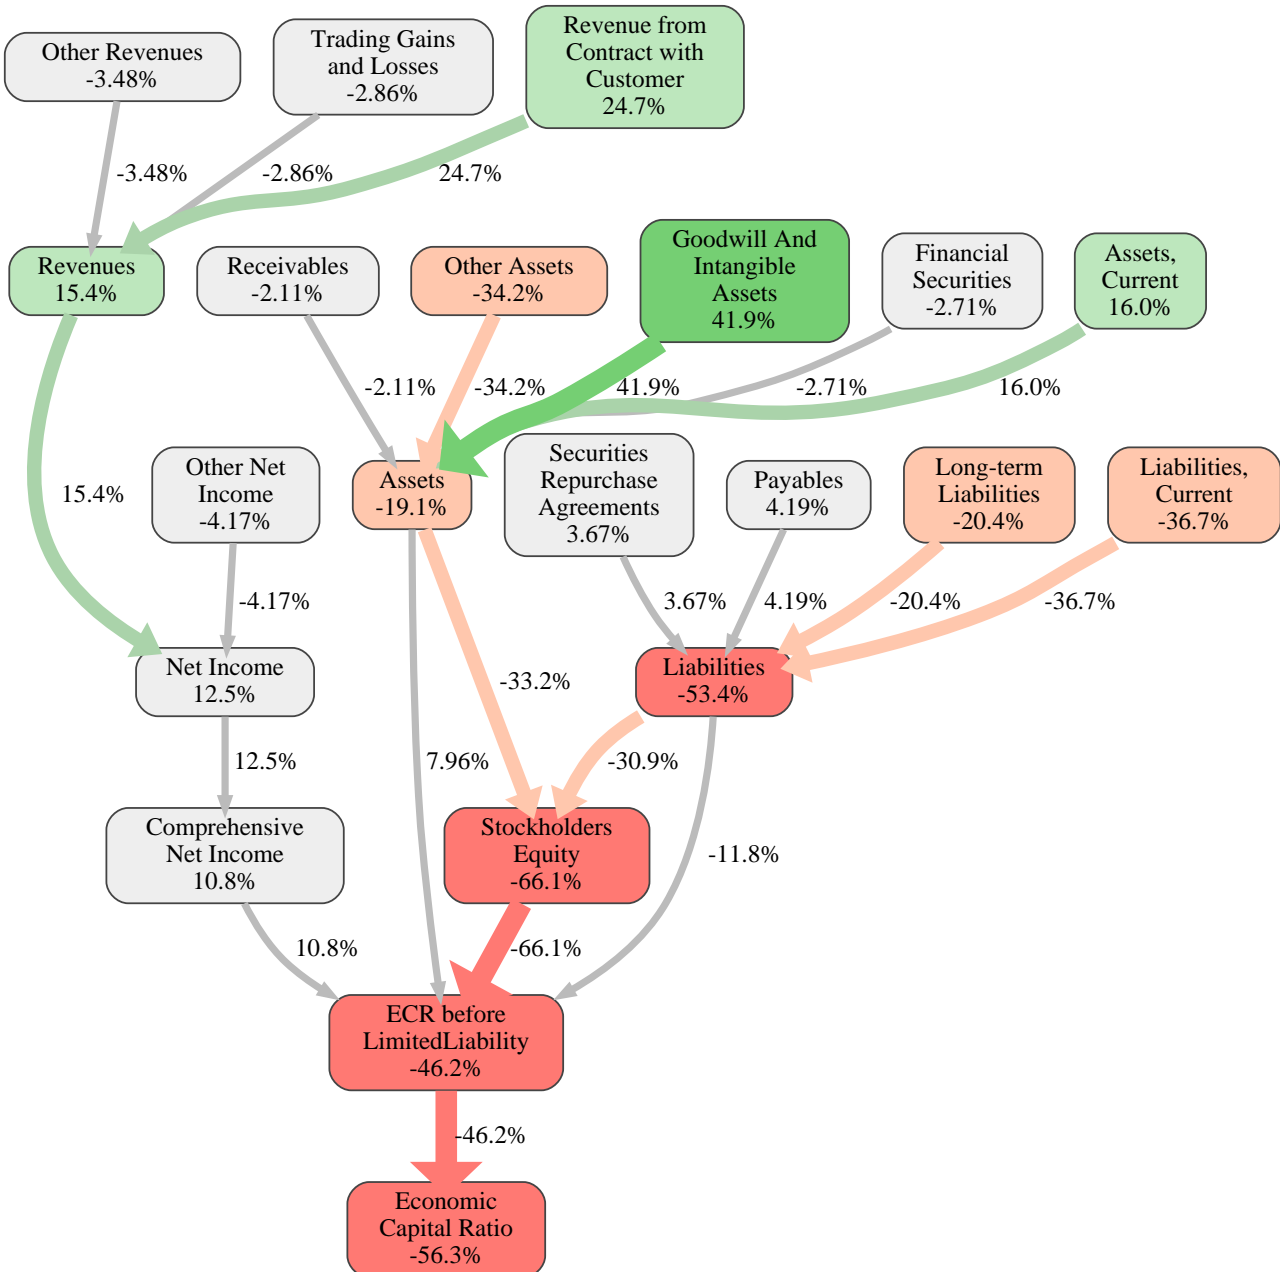 Other Revenues
-3.48%
Trading Gains
and Losses
-2.86%
Revenue from
Contract with
Customer
24.7%
-3.48%
-2.86%
24.7%
Revenues
15.4%
Receivables
-2.11%
Other Assets
-34.2%
Goodwill And
Intangible
Assets
41.9%
Financial
Securities
-2.71%
Assets,
Current
16.0%
-2.11%
-34.2%
41.9%
-2.71%
16.0%
15.4%
Other Net
Income
-4.17%
Assets
-19.1%
Securities
Repurchase
Agreements
3.67%
Payables
4.19%
Long-term
Liabilities
-20.4%
Liabilities,
Current
-36.7%
-4.17%
3.67%
4.19%
-20.4%
-36.7%
Net Income
12.5%
-33.2%
Liabilities
-53.4%
12.5%
7.96%
-30.9%
Comprehensive
Net Income
10.8%
Stockholders
Equity
-66.1%
-11.8%
10.8%
-66.1%
ECR before
LimitedLiability
-46.2%
-46.2%
Economic
Capital Ratio
-56.3%